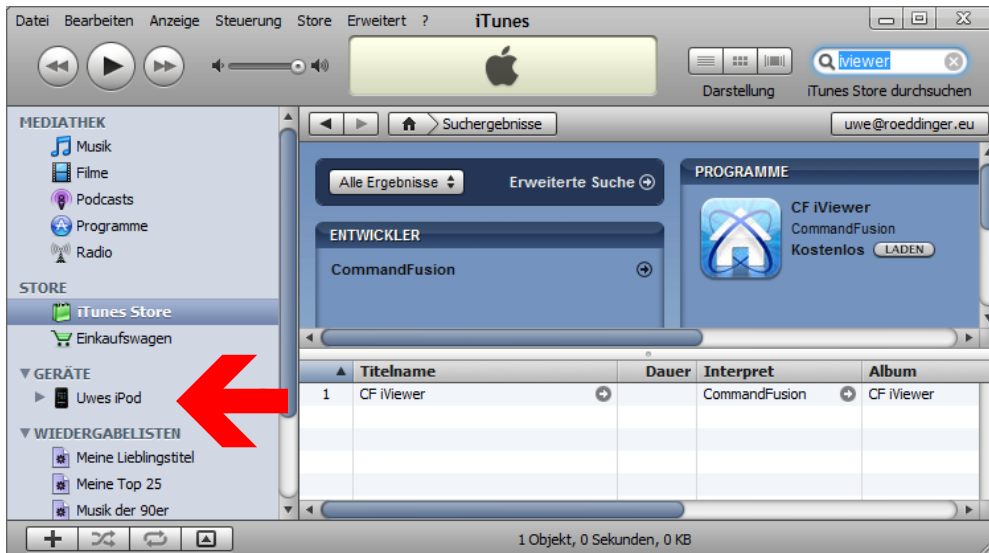 Datei Bearbeiten Anzeige Steuerung Store Erweitert ? iTunes
iviewer
Darstellung iTunes Store durchsuchen
MEDIATHEK
Musik
Filme
Podcasts
Programme
Radio
STORE
iTunes Store
Einkaufswagen
GERÄTE
Uwes iPod
WIEDERGABELISTEN
Meine Lieblingstitel
Meine Top 25
Musik der 90er
Suchergebnisse uwe@roeddinger.eu
Alle Ergebnisse Erweiterte Suche
ENTWICKLER
CommandFusion
PROGRAMME
CF iViewer
CommandFusion
Kostenlos LADEN
Titelname Dauer Interpret Album
1 CF iViewer CommandFusion CF iViewer
1 Objekt, 0 Sekunden, 0 KB